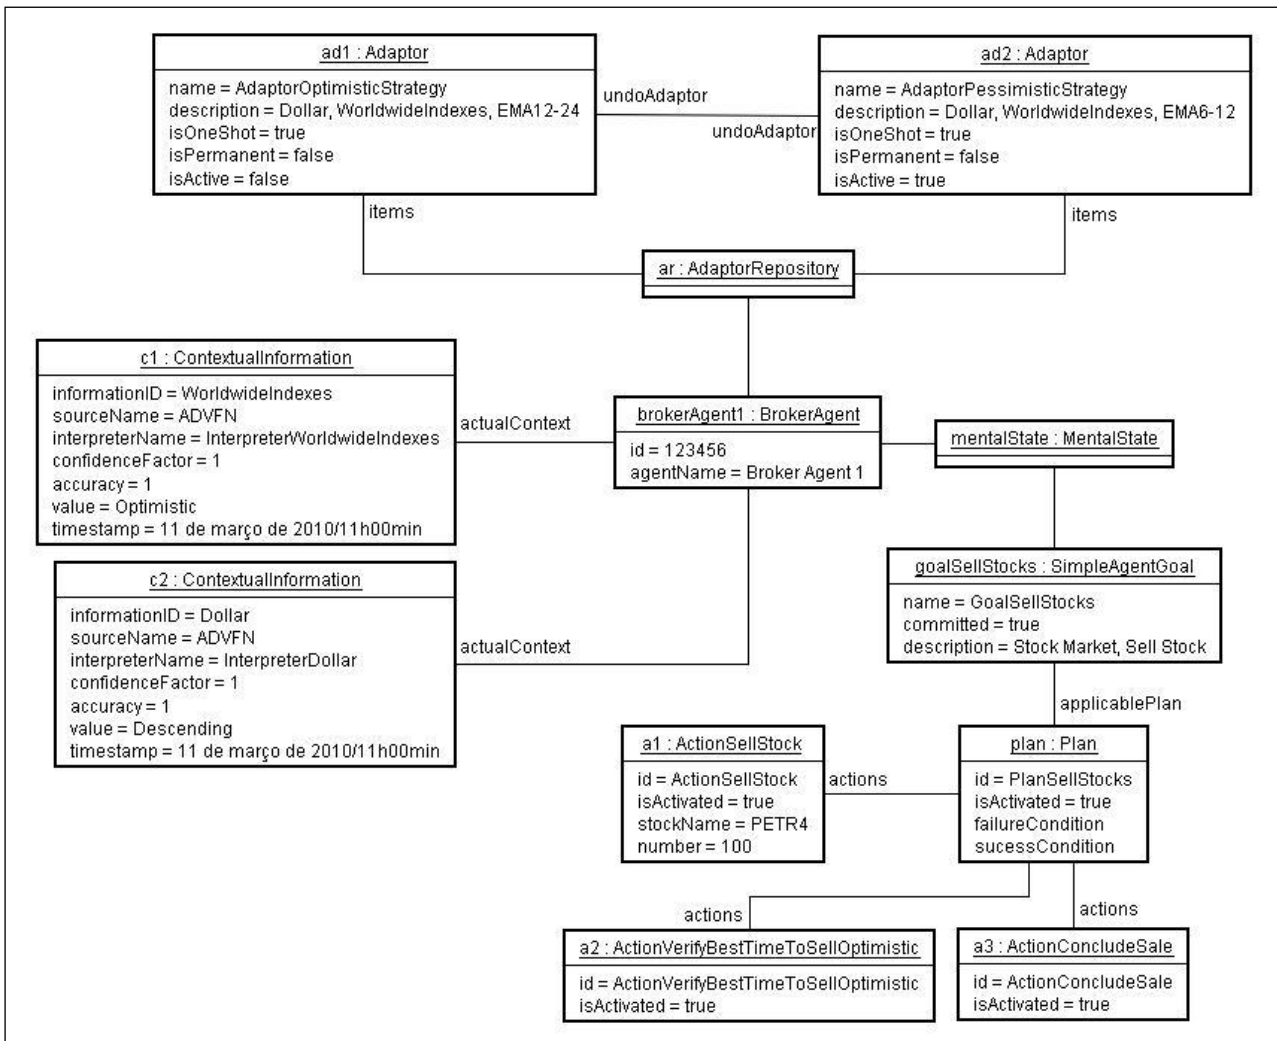 ad1 : Adaptor
name = AdaptorOptimisticStrategy
description = Dollar, WorldwideIndexes, EMA12-24
isOneShot = true
isPermanent = false
isActive = false
undoAdaptor
undoAdaptor
ad2 : Adaptor
name = AdaptorPessimisticStrategy
description = Dollar, WorldwideIndexes, EMA6-12
isOneShot = true
isPermanent = false
isActive = true
items
items
ar : AdaptorRepository
c1 : ContextualInformation
informationID = WorldwideIndexes
sourceName = ADVFN
interpreterName = InterpreterWorldwideIndexes
confidenceFactor = 1
accuracy = 1
value = Optimistic
timestamp = 11 de março de 2010/11h00min
actualContext
brokerAgent1 : BrokerAgent
id = 123456
agentName = Broker Agent 1
mentalState : MentalState
c2 : ContextualInformation
informationID = Dollar
sourceName = ADVFN
interpreterName = InterpreterDollar
confidenceFactor = 1
accuracy = 1
value = Descending
timestamp = 11 de março de 2010/11h00min
actualContext
goalSellStocks : SimpleAgentGoal
name = GoalSellStocks
committed = true
description = Stock Market, Sell Stock
applicablePlan
a1 : ActionSellStock
id = ActionSellStock
isActivated = true
stockName = PETR4
number = 100
actions
plan : Plan
id = PlanSellStocks
isActivated = true
failureCondition
sucessCondition
actions
actions
a2 : ActionVerifyBestTimeToSellOptimistic
id = ActionVerifyBestTimeToSellOptimistic
isActivated = true
a3 : ActionConcludeSale
id = ActionConcludeSale
isActivated = true